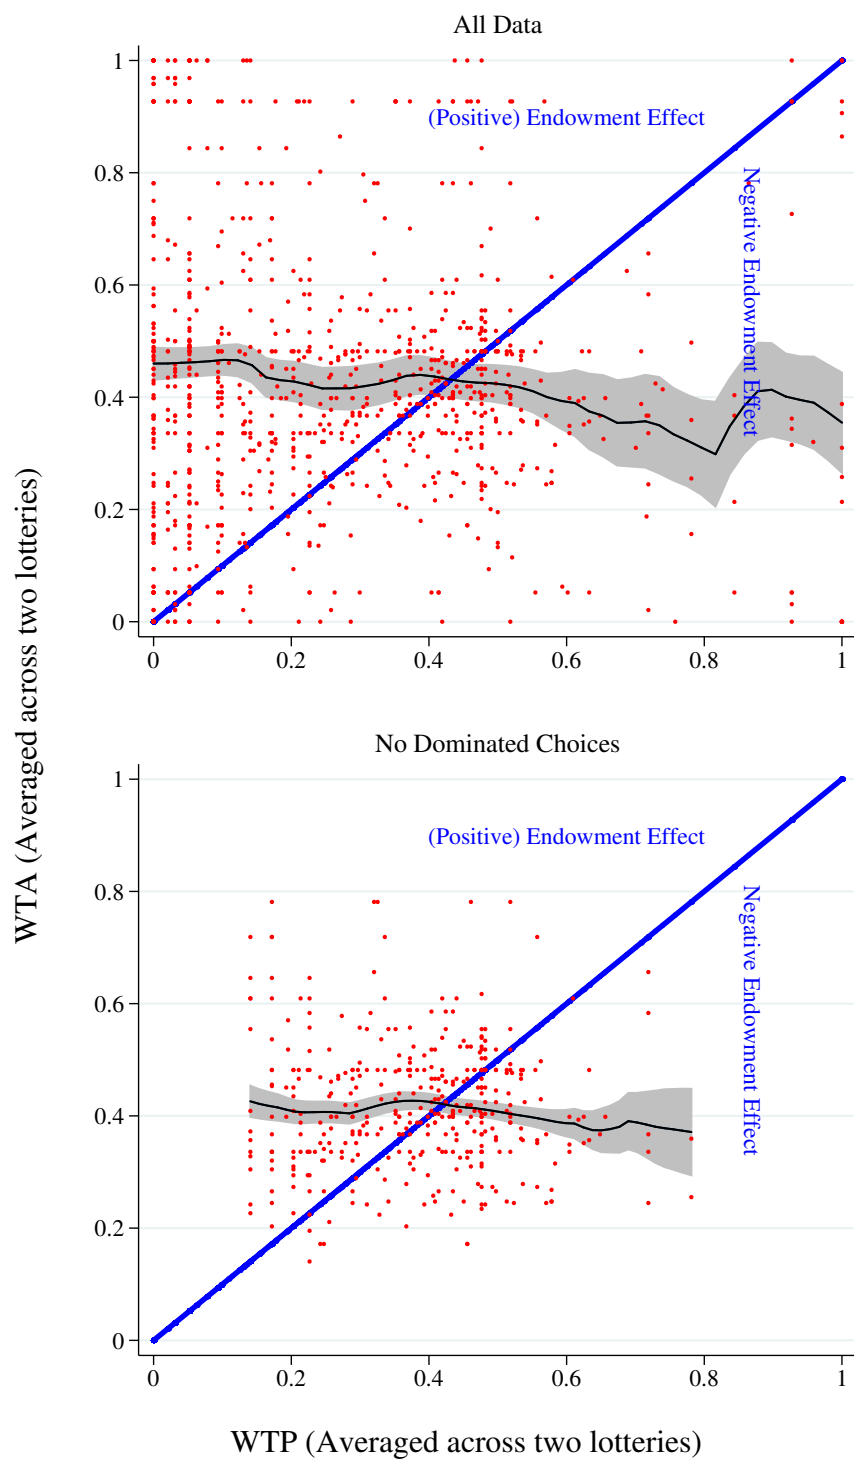 All Data
1
0.8
0.6
0.4
0.2
0
(Positive) Endowment Effect
Negative Endowment Effect
0 0.2 0.4 0.6 0.8 1
WTA (Averaged across two lotteries)
No Dominated Choices
1
0.8
0.6
0.4
0.2
0
(Positive) Endowment Effect
Negative Endowment Effect
0 0.2 0.4 0.6 0.8 1
WTP (Averaged across two lotteries)